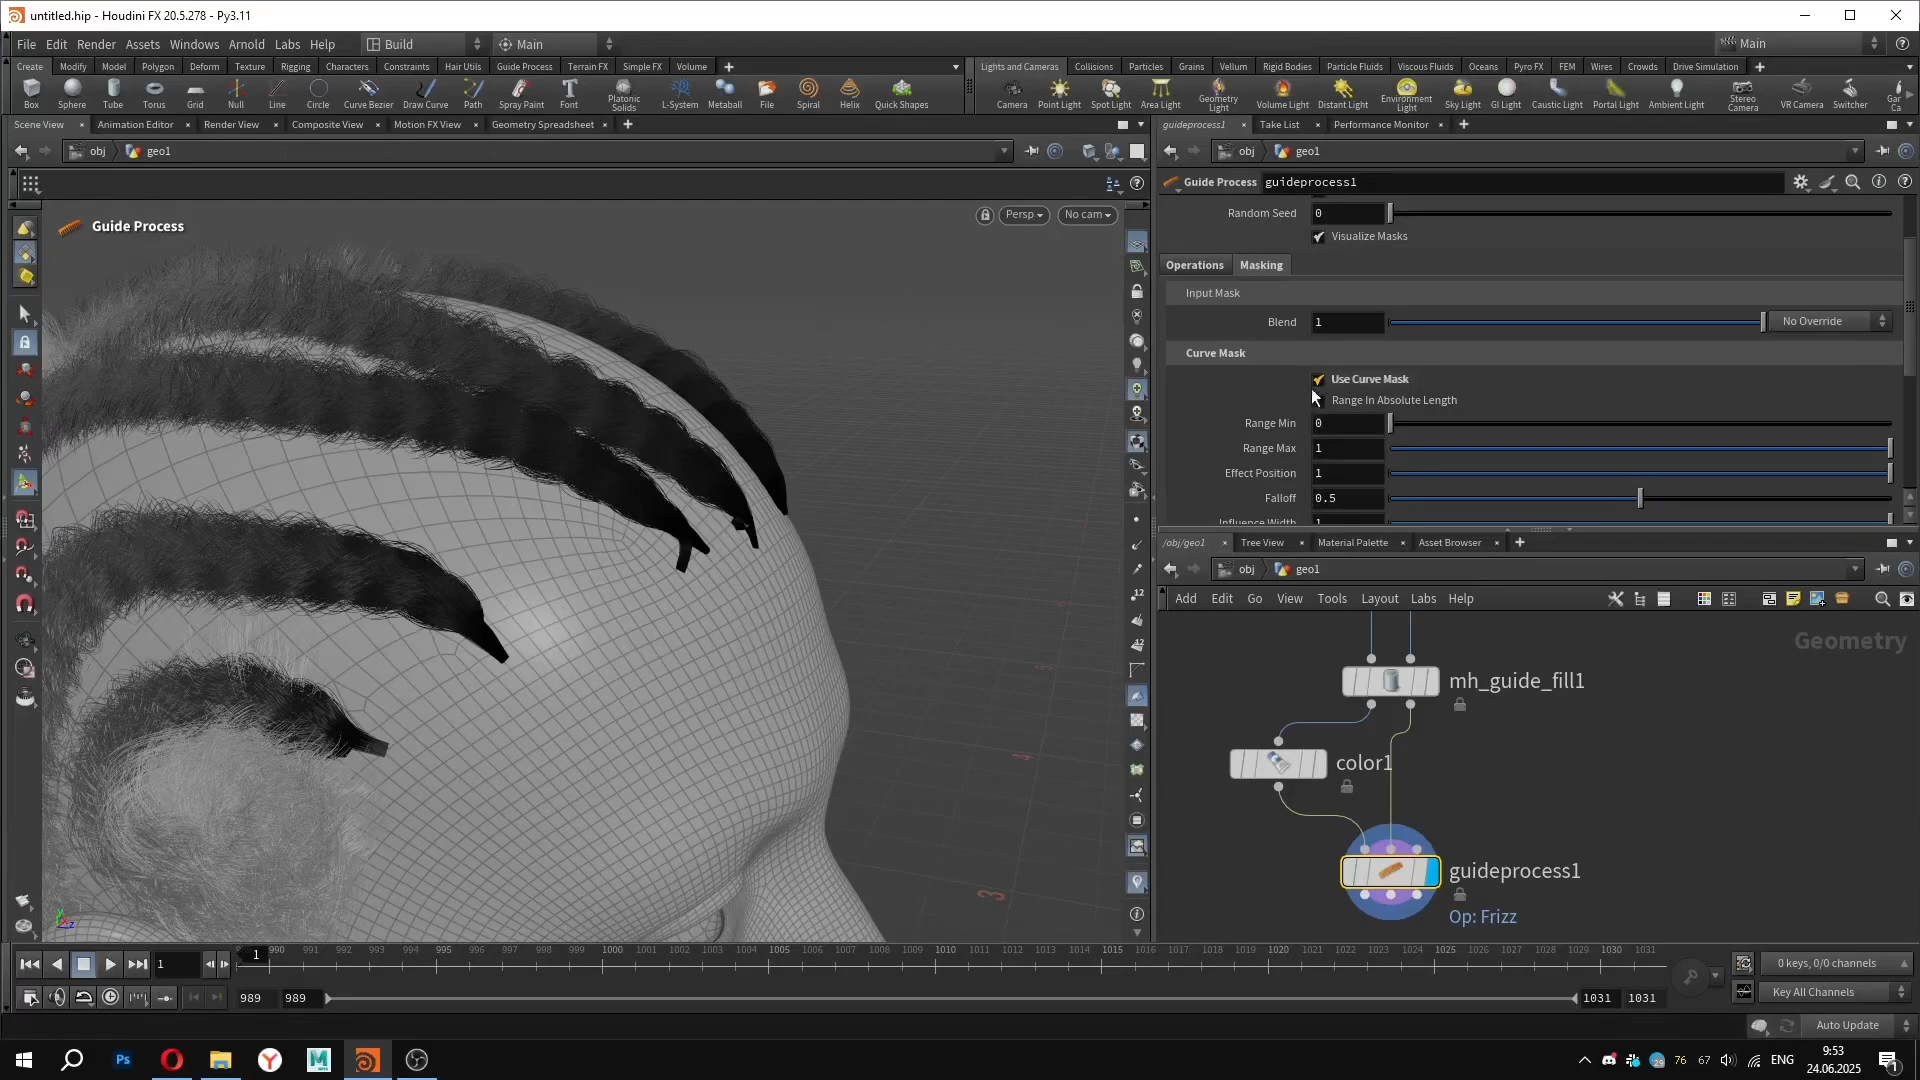 untitled.hip - Houdini FX 20.5.278 - Py3.11
File Edit Render Assets Windows Arnold Labs Help Build Main Main
Create Modify Model Polygon Deform Texture Rigging Characters Constraints Hair Utils Guide Process Terrain FX Simple FX Volume
Lights and Cameras Collisions Particles Grains Vellum Rigid Bodies Particle Fluids Viscous Fluids Oceans Pyro FX FEM Wires Crowds Drive Simulation
Box Sphere Tube Torus Grid Null Line Circle Curve Bezier Draw Curve Path Spray Paint Font Platonic Solids L-System Metaball File Spiral Helix Quick Shapes
Camera Point Light Spot Light Area Light Geometry Light Volume Light Distant Light Environment Light Sky Light GI Light Caustic Light Portal Light Ambient Light Stereo Camera VR Camera Switcher
Scene View Animation Editor Render View Composite View Motion FX View Geometry Spreadsheet
guideprocess1 Take List Performance Monitor
obj geo1
obj geo1
Guide Process guideprocess1
Guide Process
Persp No cam
Random Seed 0
Visualize Masks
Operations Masking
Input Mask
Blend 1 No Override
Curve Mask
Use Curve Mask
Range In Absolute Length
Range Min 0
Range Max 1
Effect Position 1
Falloff 0.5
Influence Width 1
/obj/geo1 Tree View Material Palette Asset Browser
obj geo1
Add Edit Go View Tools Layout Labs Help
Geometry
mh_guide_fill1
color1
guideprocess1
Op: Frizz
1 990 991 992 993 994 995 996 997 998 999 1000 1001 1002 1003 1004 1005 1006 1007 1008 1009 1010 1011 1012 1013 1014 1015 1016 1017 1018 1019 1020 1021 1022 1023 1024 1025 1026 1027 1028 1029 1030 1031
1
0 keys, 0/0 channels
989 989 1031 1031
Key All Channels
Auto Update
Ps 29 76 67 ENG
9:53
24.06.2025
1